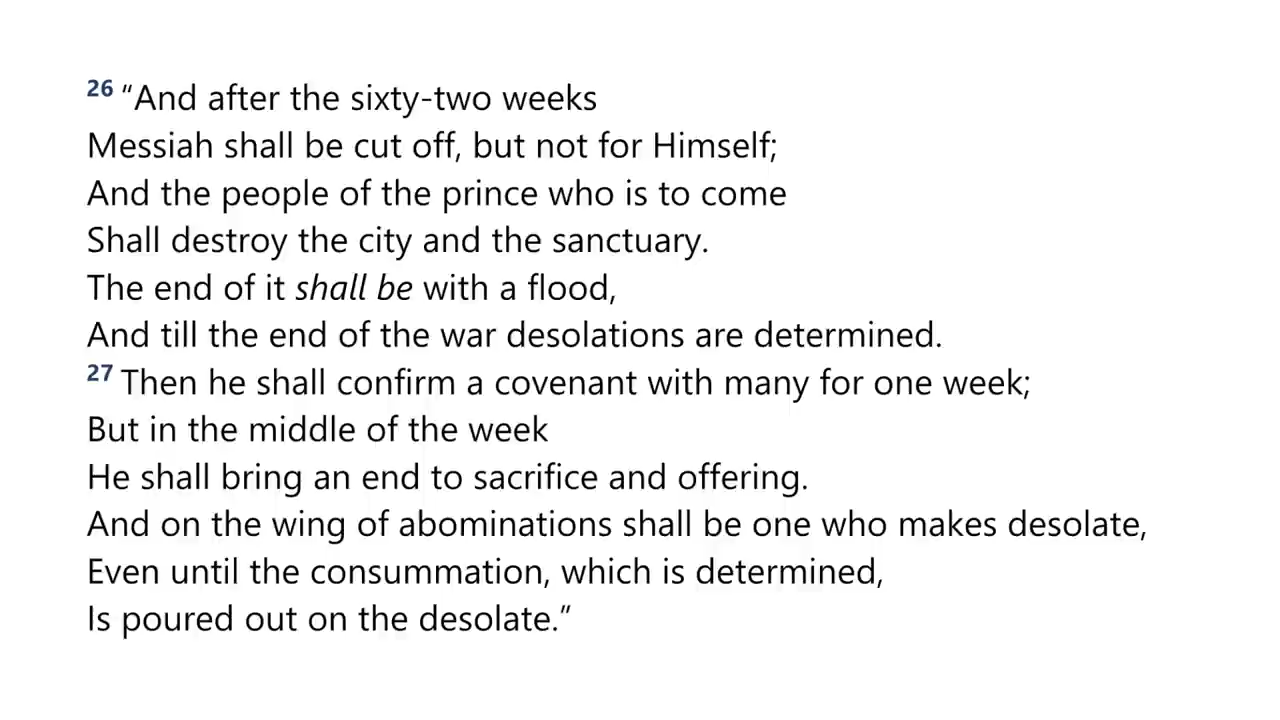 26 “And after the sixty-two weeks
Messiah shall be cut off, but not for Himself;
And the people of the prince who is to come
Shall destroy the city and the sanctuary.
The end of it shall be with a flood,
And till the end of the war desolations are determined.
27 Then he shall confirm a covenant with many for one week;
But in the middle of the week
He shall bring an end to sacrifice and offering.
And on the wing of abominations shall be one who makes desolate,
Even until the consummation, which is determined,
Is poured out on the desolate.”